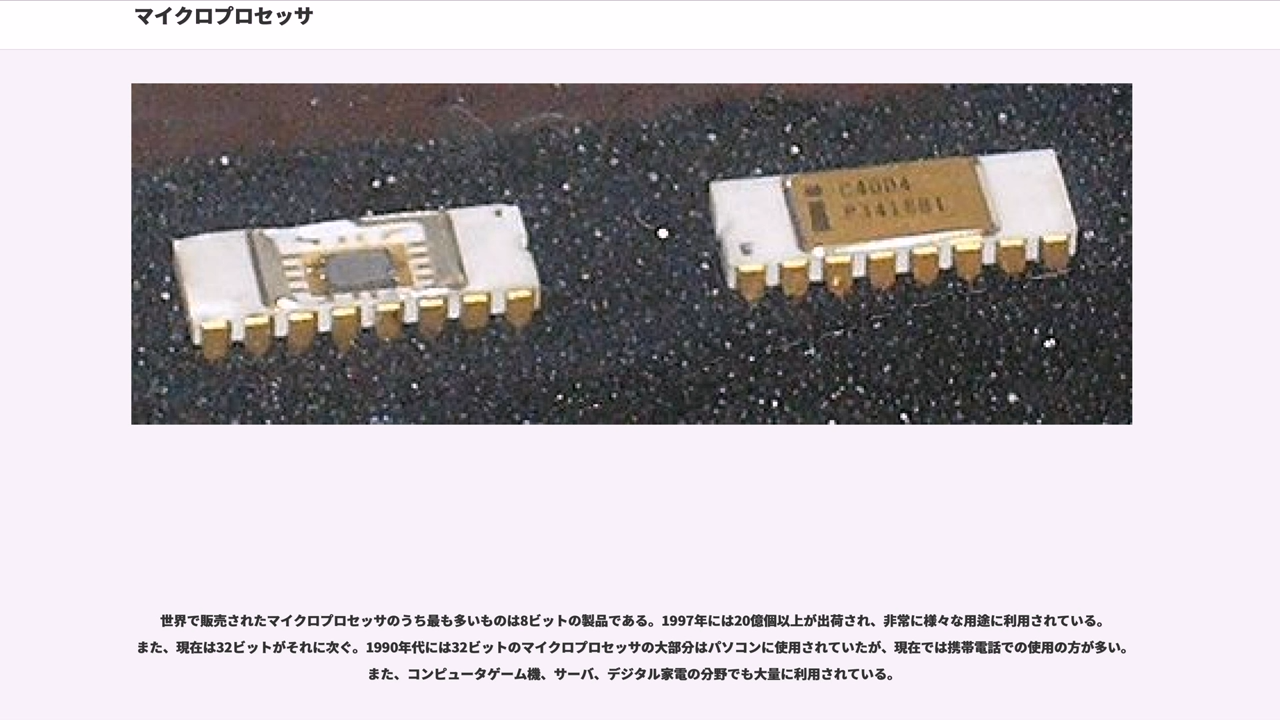 マイクロプロセッサ
C4004
世界で販売されたマイクロプロセッサのうち最も多いものは8ビットの製品である。1997年には20億個以上が出荷され、非常に様々な用途に利用されている。
また、現在は32ビットがそれに次ぐ。1990年代には32ビットのマイクロプロセッサの大部分はパソコンに使用されていたが、現在では携帯電話での使用の方が多い。
また、コンピュータゲーム機、サーバ、デジタル家電の分野でも大量に利用されている。